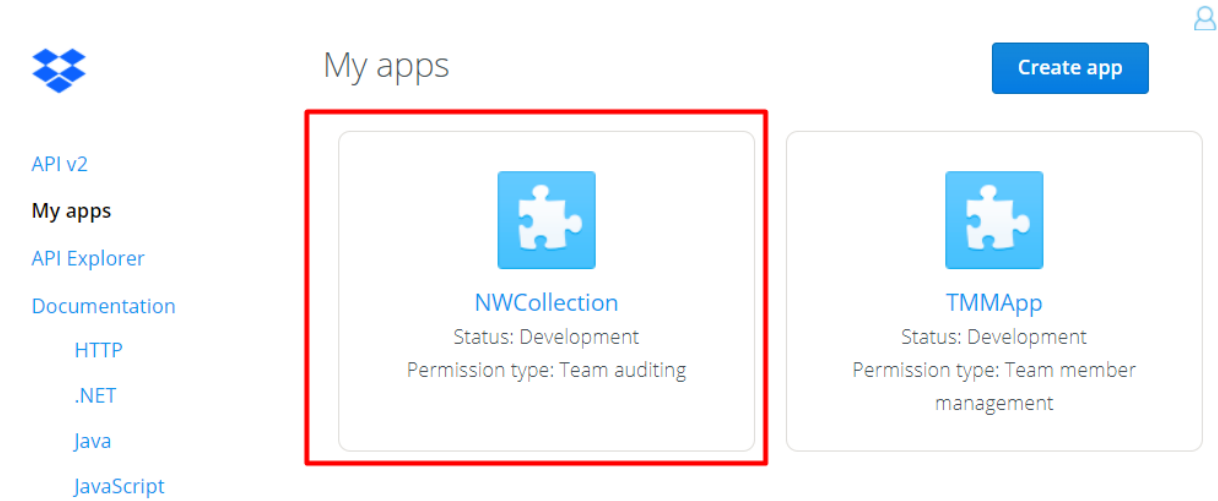 My apps
Create app
API v2
My apps
API Explorer
Documentation
HTTP
.NET
Java
JavaScript
NWCollection
Status: Development
Permission type: Team auditing
TMMApp
Status: Development
Permission type: Team member
management